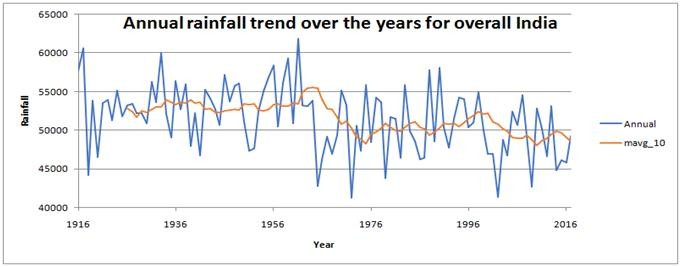 Annual rainfall trend over the years for overall India
65000
60000
55000
50000
45000
40000
Rainfall
1916 1936 1956 1976 1996 2016
Year
Annual
mavg_10